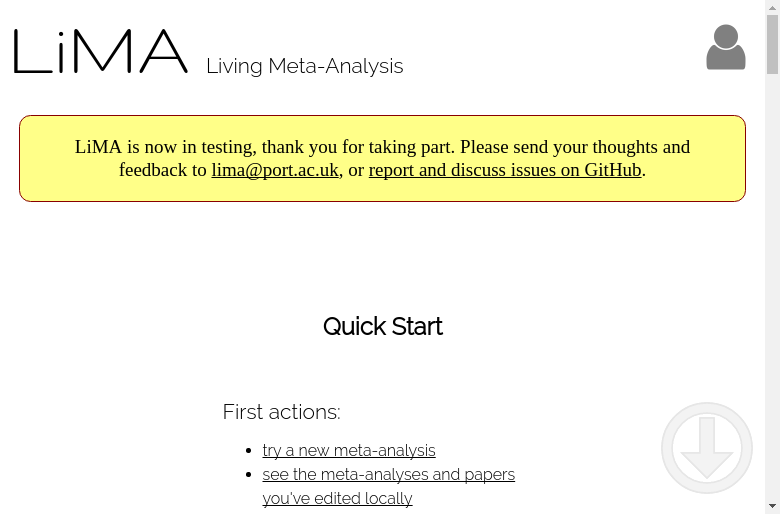 LiMA Living Meta-Analysis
LiMA is now in testing, thank you for taking part. Please send your thoughts and
feedback to lima@port.ac.uk, or report and discuss issues on GitHub.
Quick Start
First actions:
• try a new meta-analysis
• see the meta-analyses and papers
you've edited locally